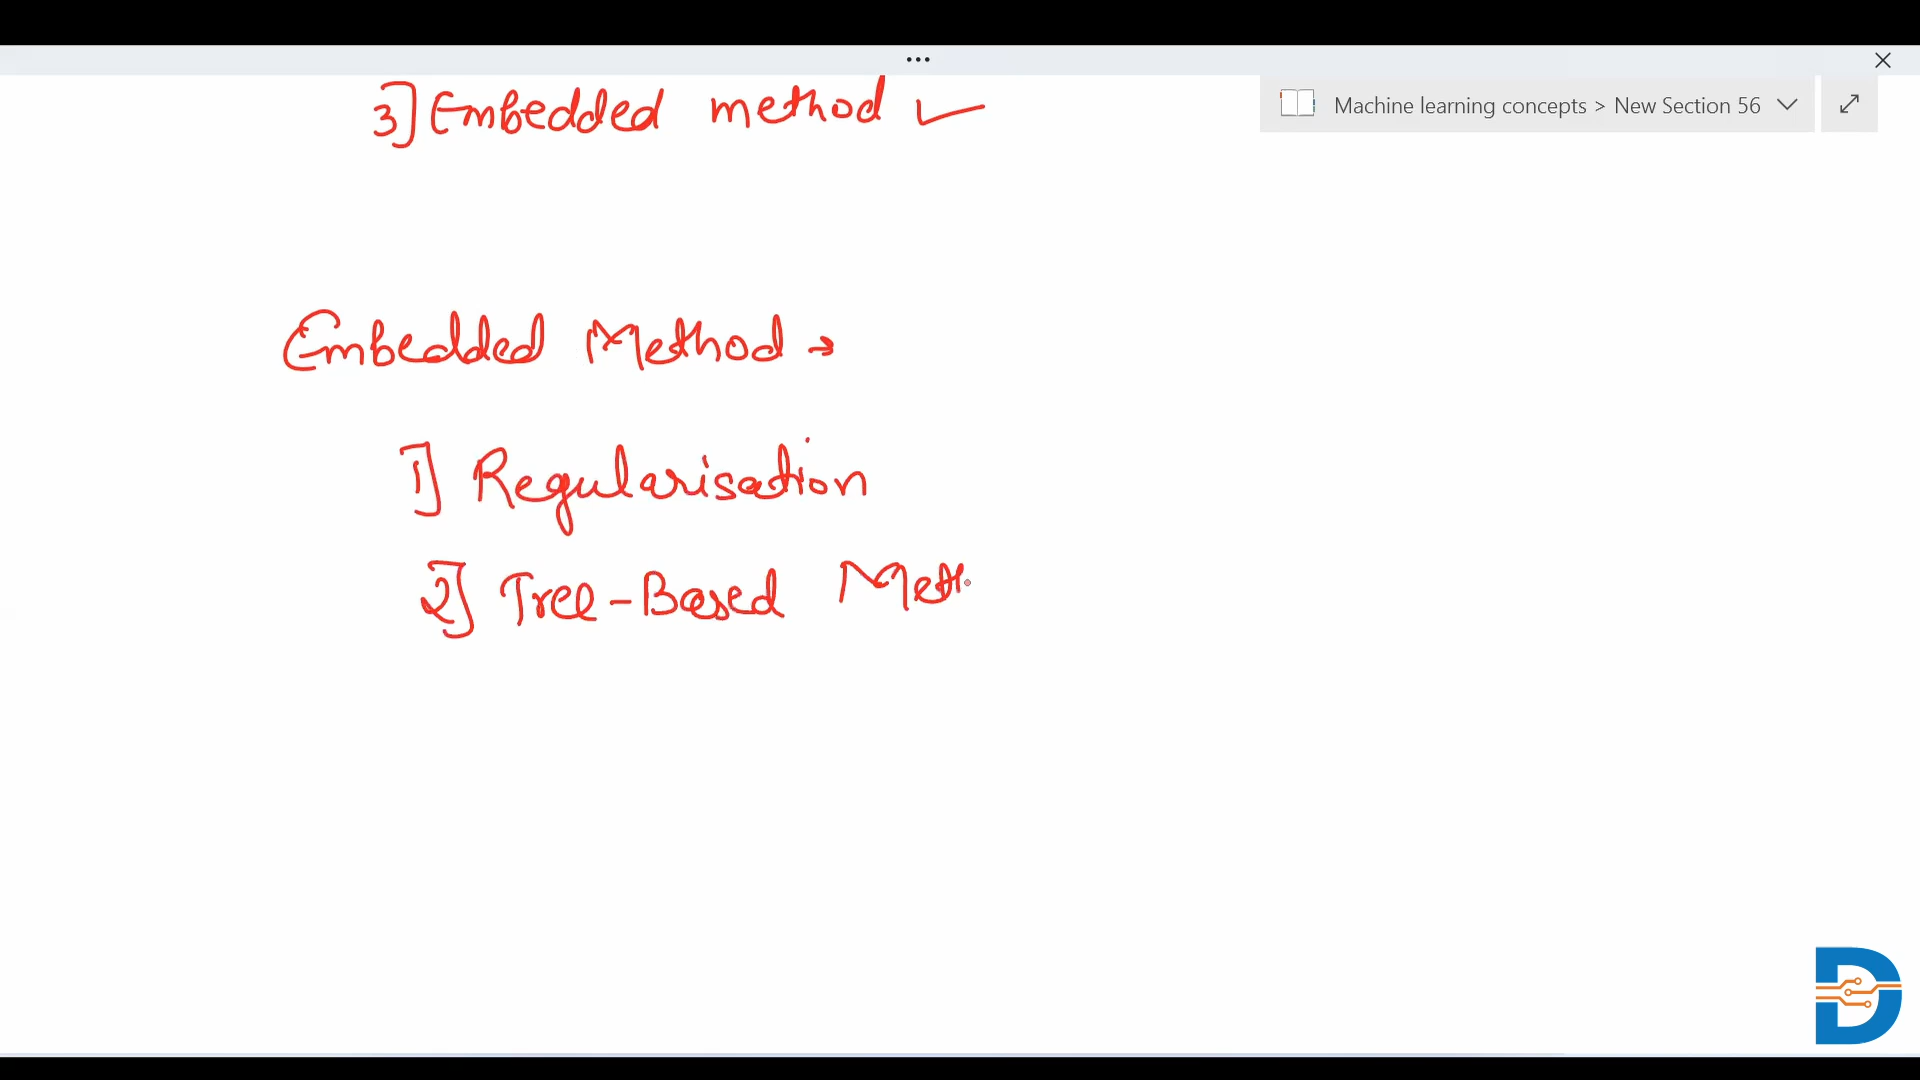 3] Embedded method ✓
Machine learning concepts > New Section 56
Embedded Method →
1] Regularisation
2] Tree-Based Meth